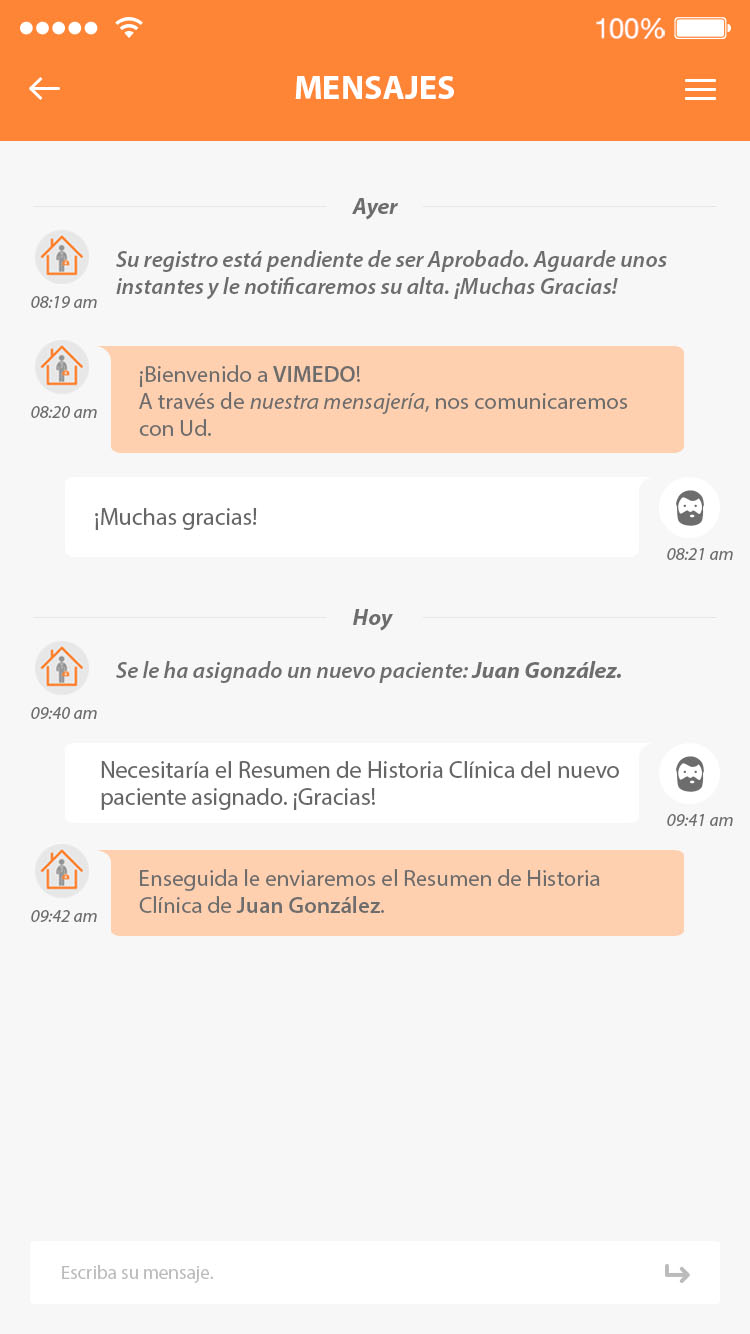 100%
MENSAJES
Ayer
Su registro está pendiente de ser Aprobado. Aguarde unos
instantes y le notificaremos su alta. ¡Muchas Gracias!
08:19 am
¡Bienvenido a VIMEDO!
A través de nuestra mensajería, nos comunicaremos
con Ud.
08:20 am
¡Muchas gracias!
08:21 am
Hoy
Se le ha asignado un nuevo paciente: Juan González.
09:40 am
Necesitaría el Resumen de Historia Clínica del nuevo
paciente asignado. ¡Gracias!
09:41 am
Enseguida le enviaremos el Resumen de Historia
Clínica de Juan González.
09:42 am
Escriba su mensaje.